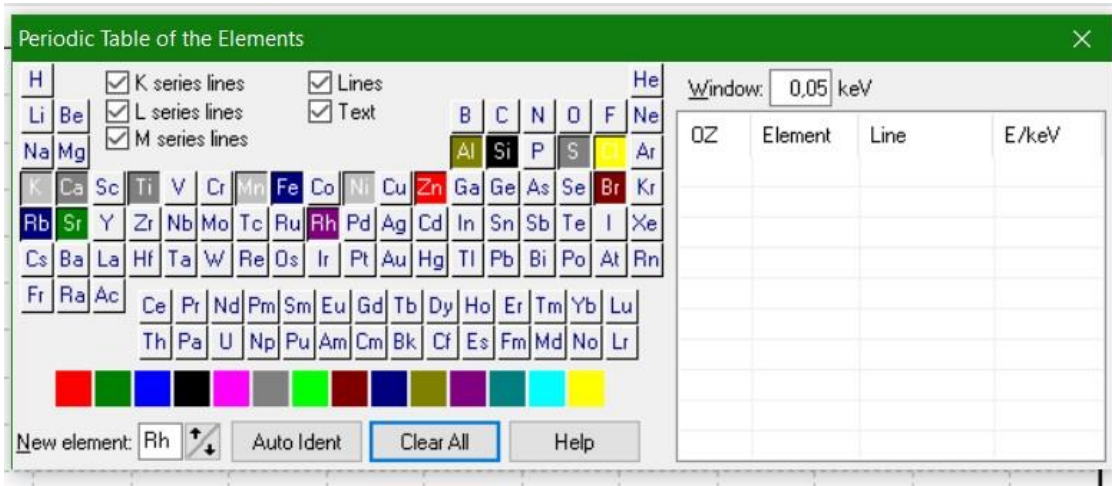 Periodic Table of the Elements
H K series lines Lines He
Li Be L series lines Text B C N O F Ne
M series lines
Na Mg Al Si P S Cl Ar
K Ca Sc Ti V Cr Mn Fe Co Ni Cu Zn Ga Ge As Se Br Kr
Rb Sr Y Zr Nb Mo Tc Ru Rh Pd Ag Cd In Sn Sb Te I Xe
Cs Ba La Hf Ta W Re Os Ir Pt Au Hg Tl Pb Bi Po At Rn
Fr Ra Ac
Ce Pr Nd Pm Sm Eu Gd Tb Dy Ho Er Tm Yb Lu
Th Pa U Np Pu Am Cm Bk Cf Es Fm Md No Lr
New element: Rh Auto Ident Clear All Help
Window: 0,05 keV
OZ Element Line E/keV